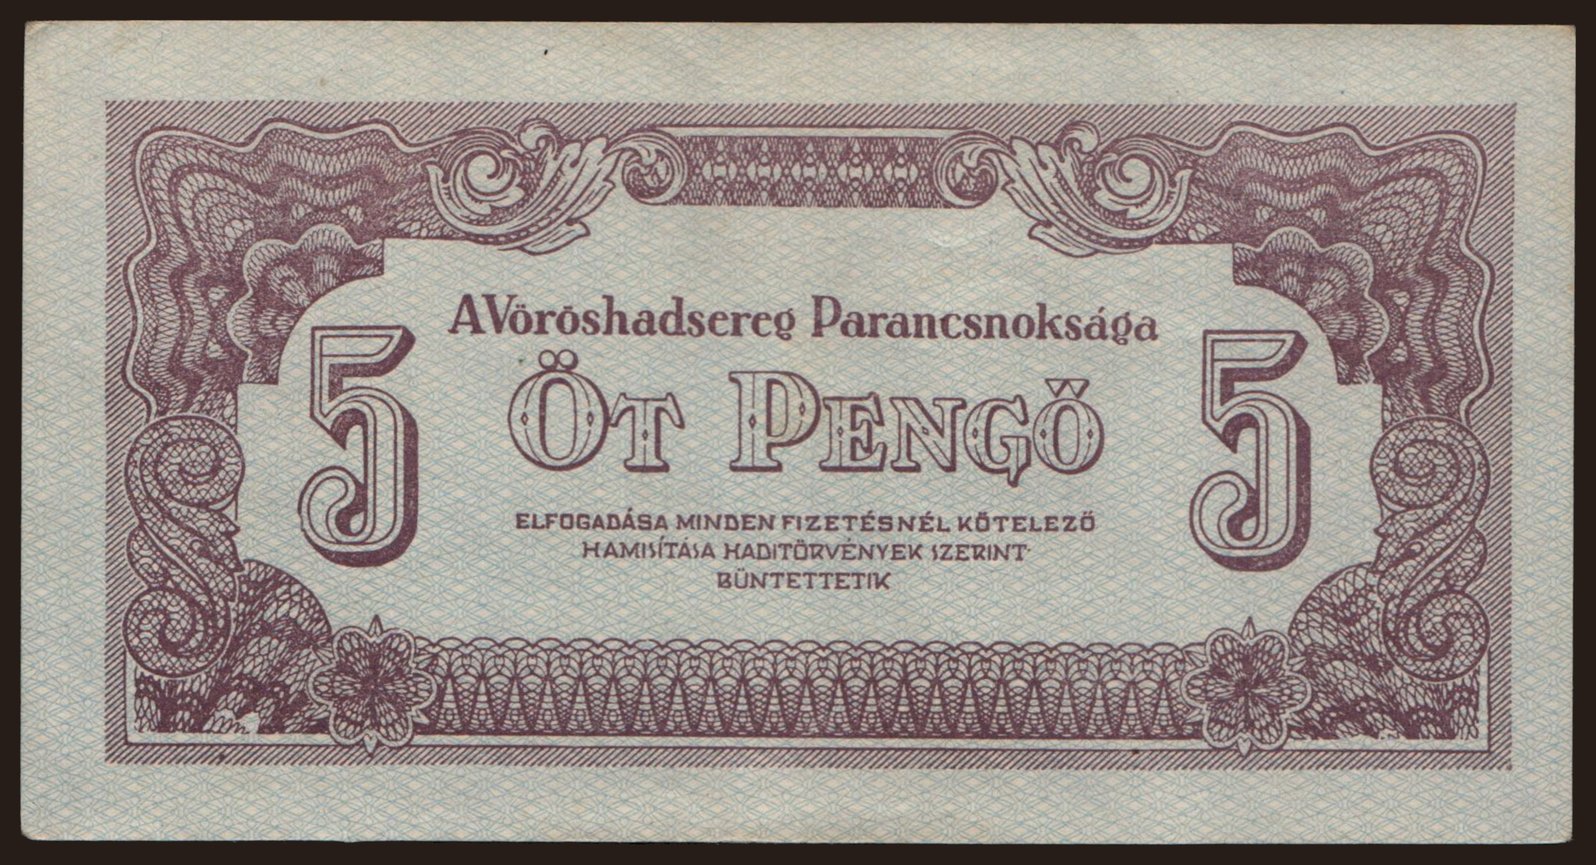 A Vöröshadsereg Parancsnoksága
5 ÖT PENGŐ 5
ELFOGADÁSA MINDEN FIZETÉSNÉL KÖTELEZŐ
HAMISÍTÁSA HADITÖRVÉNYEK SZERINT
BÜNTETTETIK